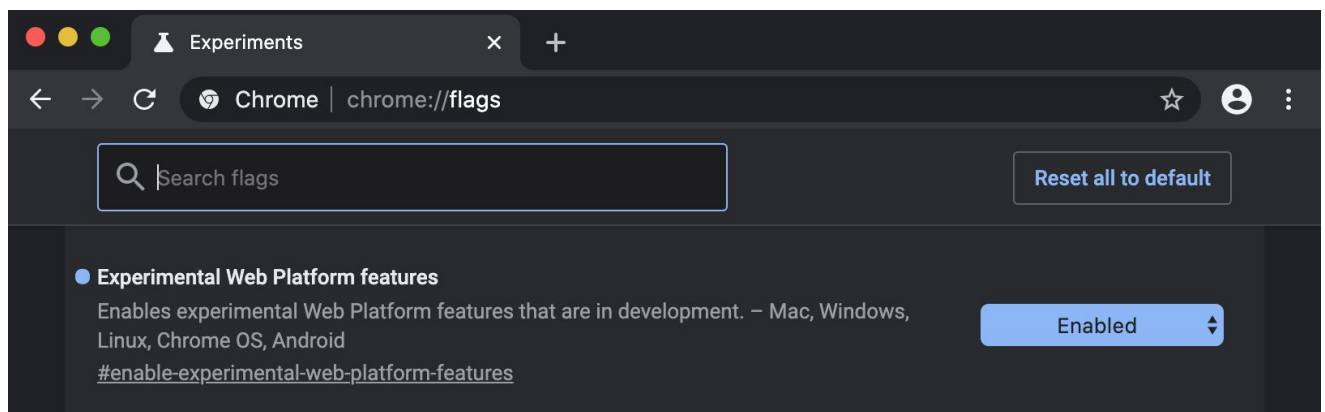 Experiments
Chrome chrome://flags
Search flags
Reset all to default
Experimental Web Platform features
Enables experimental Web Platform features that are in development. – Mac, Windows,
Linux, Chrome OS, Android
#enable-experimental-web-platform-features
Enabled